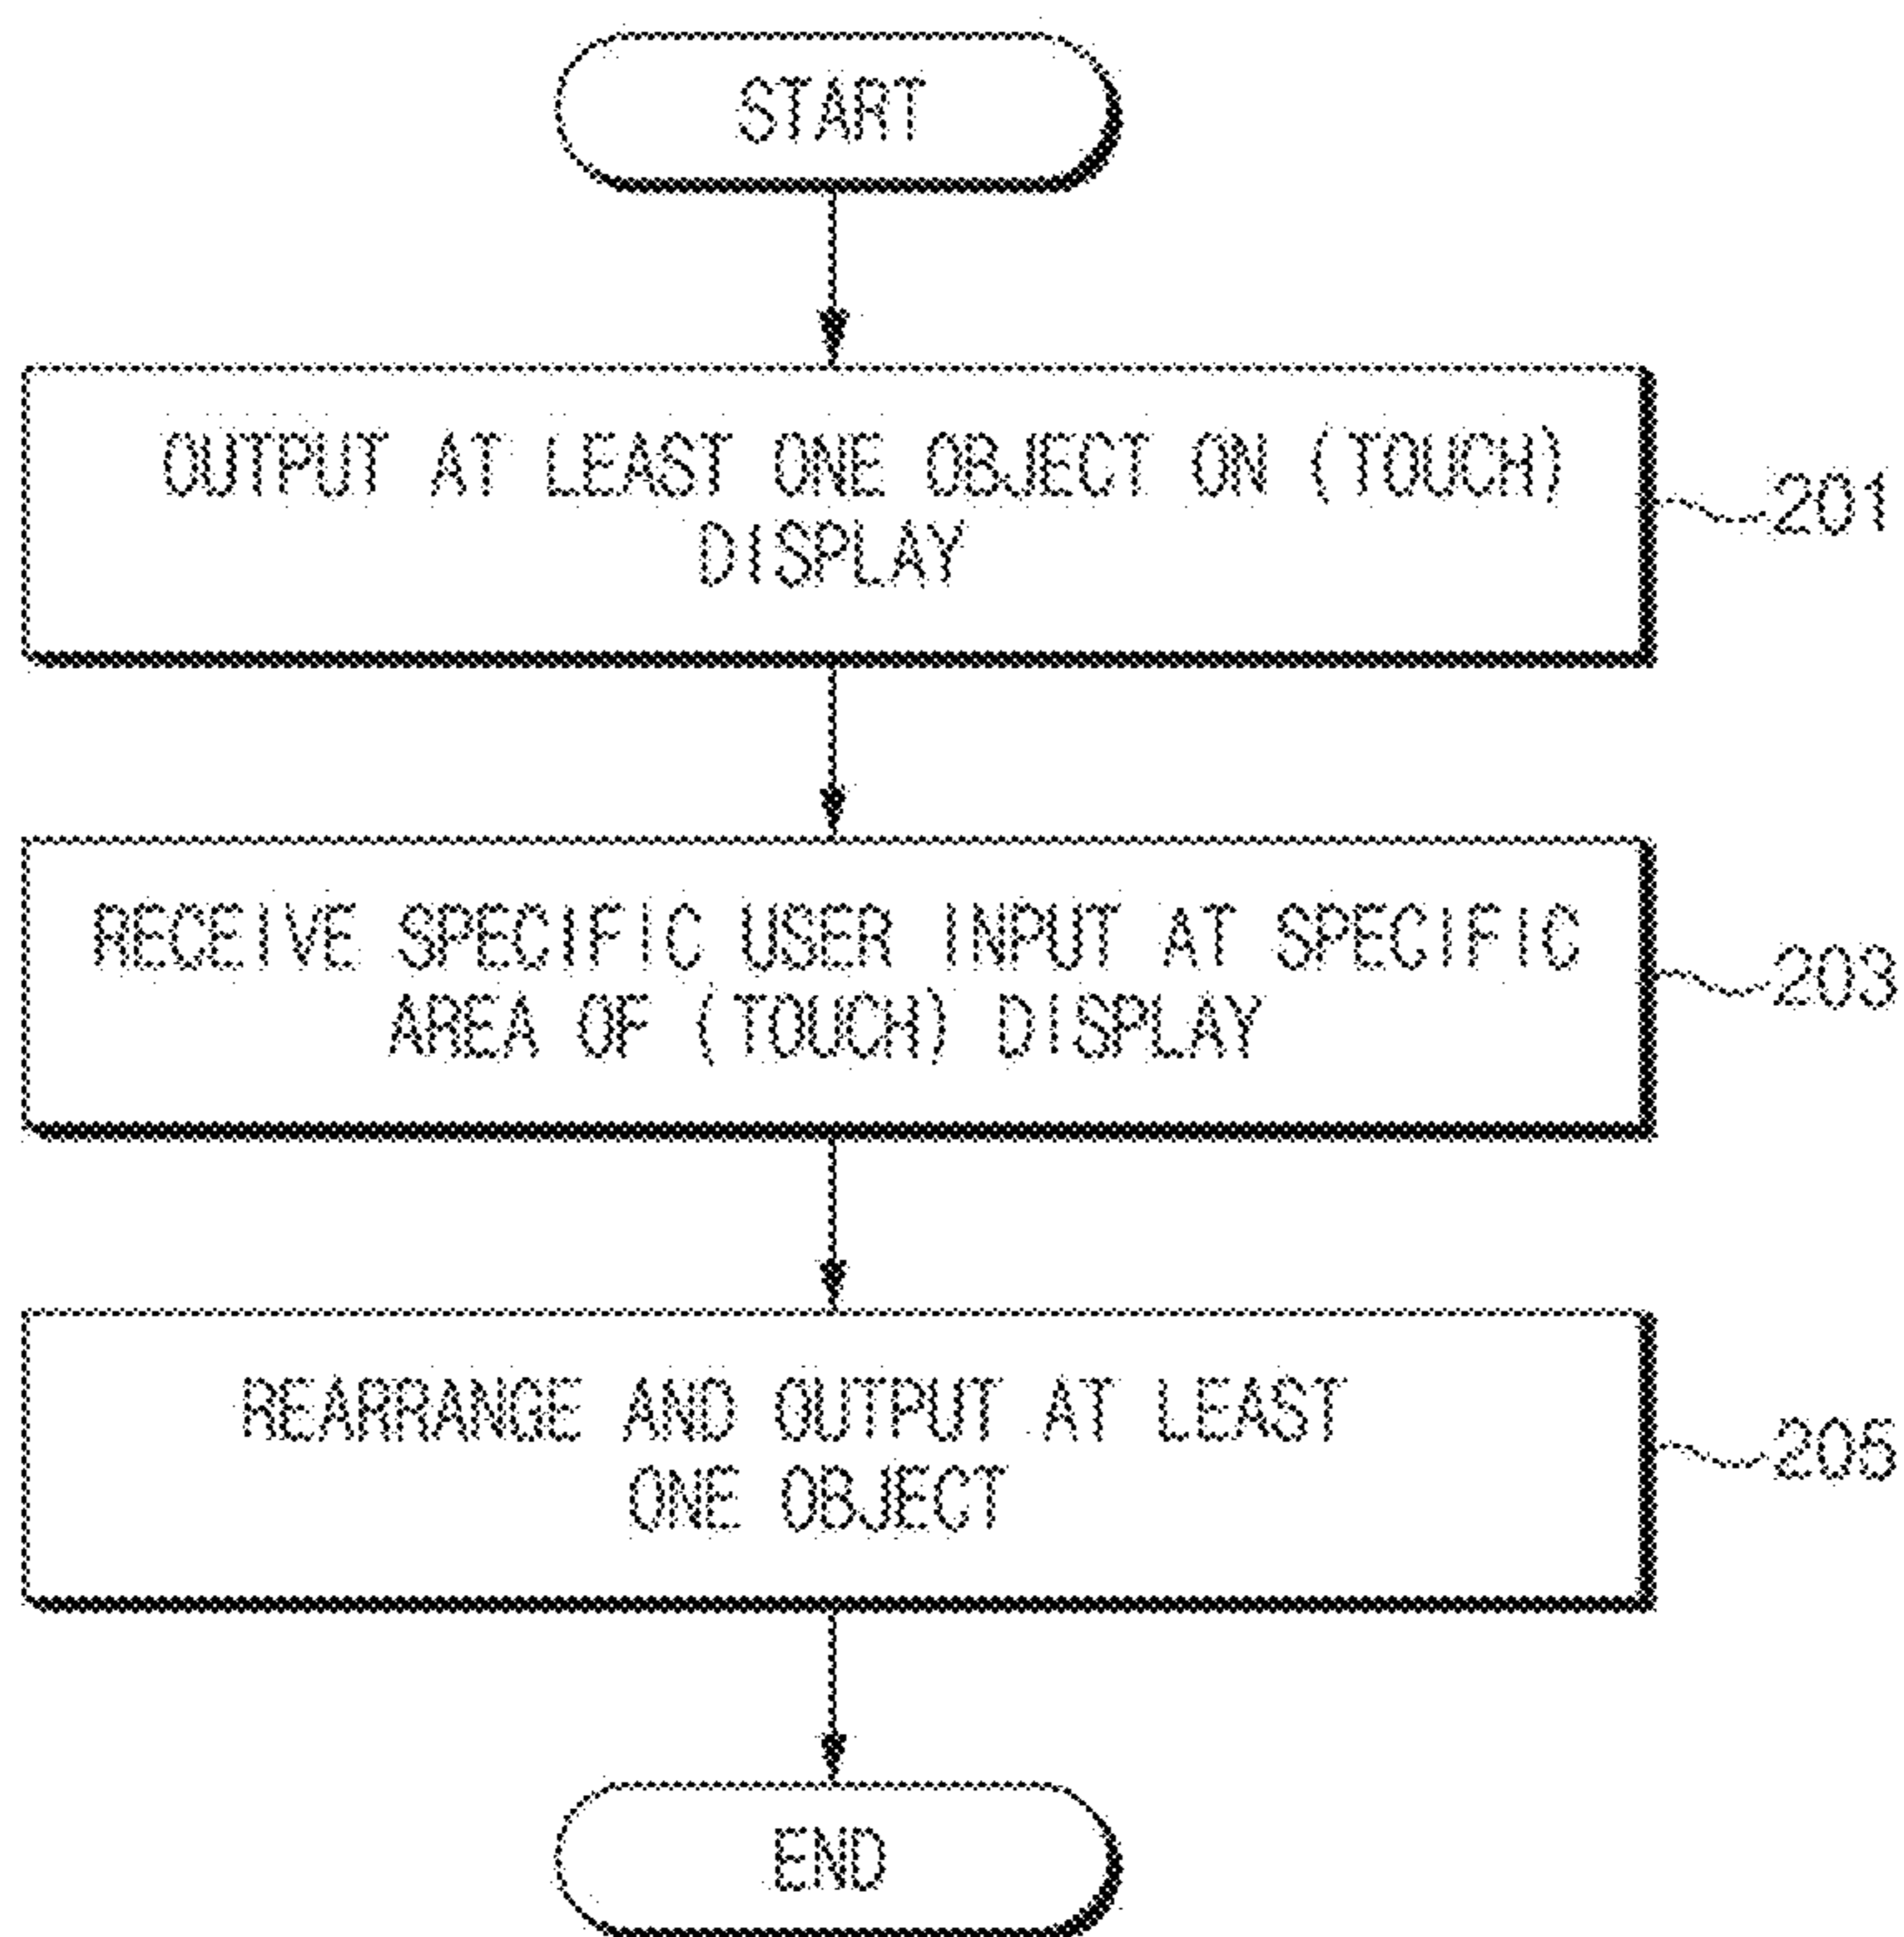 START
OUTPUT AT LEAST ONE OBJECT ON (TOUCH)
DISPLAY
201
RECEIVE SPECIFIC USER INPUT AT SPECIFIC
AREA OF (TOUCH) DISPLAY
203
REARRANGE AND OUTPUT AT LEAST
ONE OBJECT
205
END